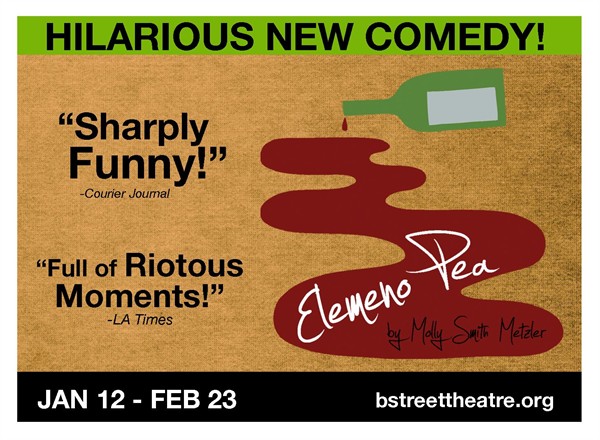 HILARIOUS NEW COMEDY!
“Sharply
Funny!”
-Courier Journal
“Full of Riotous
Moments!”
-LA Times
Elemeno Pea
by Molly Smith Metzler
JAN 12 - FEB 23
bstreettheatre.org